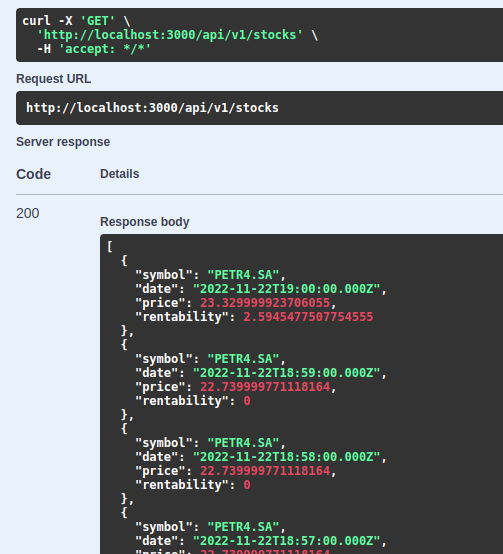 curl -X 'GET' \
'http://localhost:3000/api/v1/stocks' \
-H 'accept: */*'
Request URL
http://localhost:3000/api/v1/stocks
Server response
Code Details
200
Response body
[
{
"symbol": "PETR4.SA",
"date": "2022-11-22T19:00:00.000Z",
"price": 23.329999923706055,
"rentability": 2.5945477507754555
},
{
"symbol": "PETR4.SA",
"date": "2022-11-22T18:59:00.000Z",
"price": 22.739999771118164,
"rentability": 0
},
{
"symbol": "PETR4.SA",
"date": "2022-11-22T18:58:00.000Z",
"price": 22.739999771118164,
"rentability": 0
},
{
"symbol": "PETR4.SA",
"date": "2022-11-22T18:57:00.000Z",
"price": 22.739999771118164